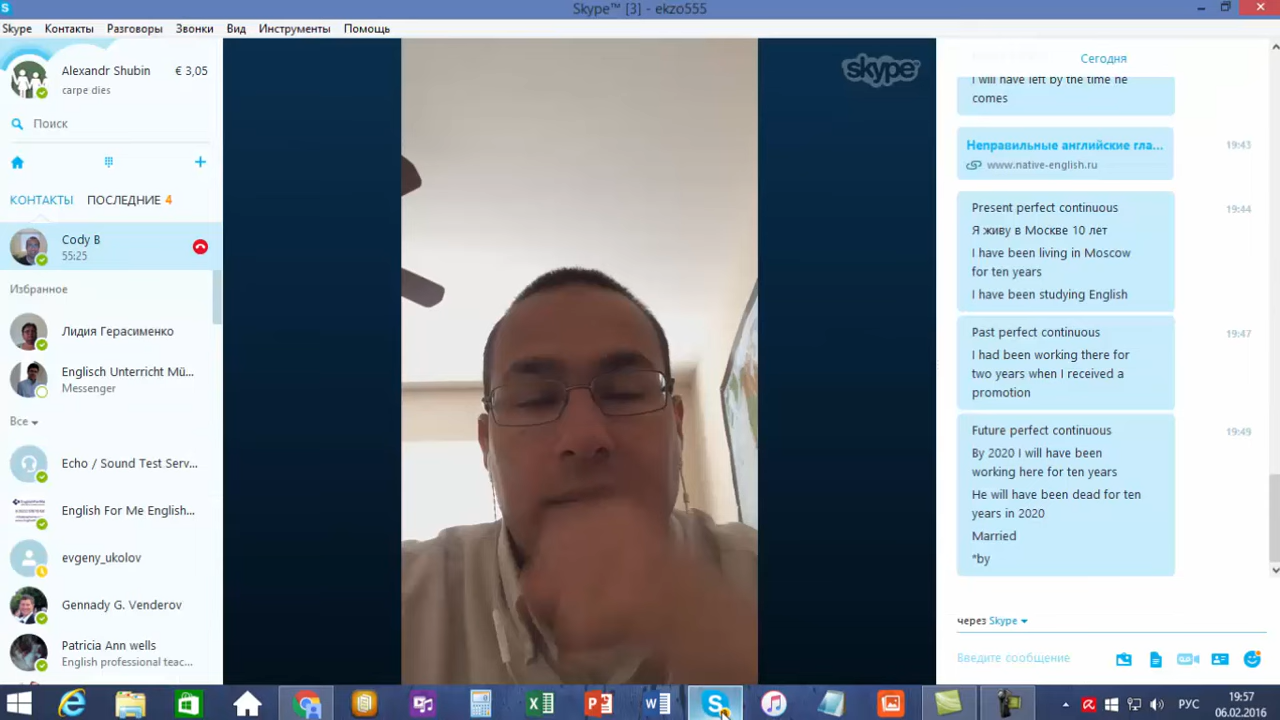 Skype™ [3] - ekzo555
Skype Контакты Разговоры Звонки Вид Инструменты Помощь
Alexandr Shubin € 3,05
carpe dies
Поиск
КОНТАКТЫ ПОСЛЕДНИЕ 4
Cody B
55:25
Избранное
Лидия Герасименко
Englisch Unterricht Mü...
Messenger
Все
Echo / Sound Test Serv...
English For Me English...
evgeny_ukolov
Gennady G. Venderov
Patricia Ann wells
English professional teac...
skype
Сегодня
I will have left by the time he
comes
Неправильные английские гла... 19:43
www.native-english.ru
Present perfect continuous 19:44
Я живу в Москве 10 лет
I have been living in Moscow
for ten years
I have been studying English
Past perfect continuous 19:47
I had been working there for
two years when I received a
promotion
Future perfect continuous 19:49
By 2020 I will have been
working here for ten years
He will have been dead for ten
years in 2020
Married
*by
через Skype
Введите сообщение
РУС
19:57
06.02.2016